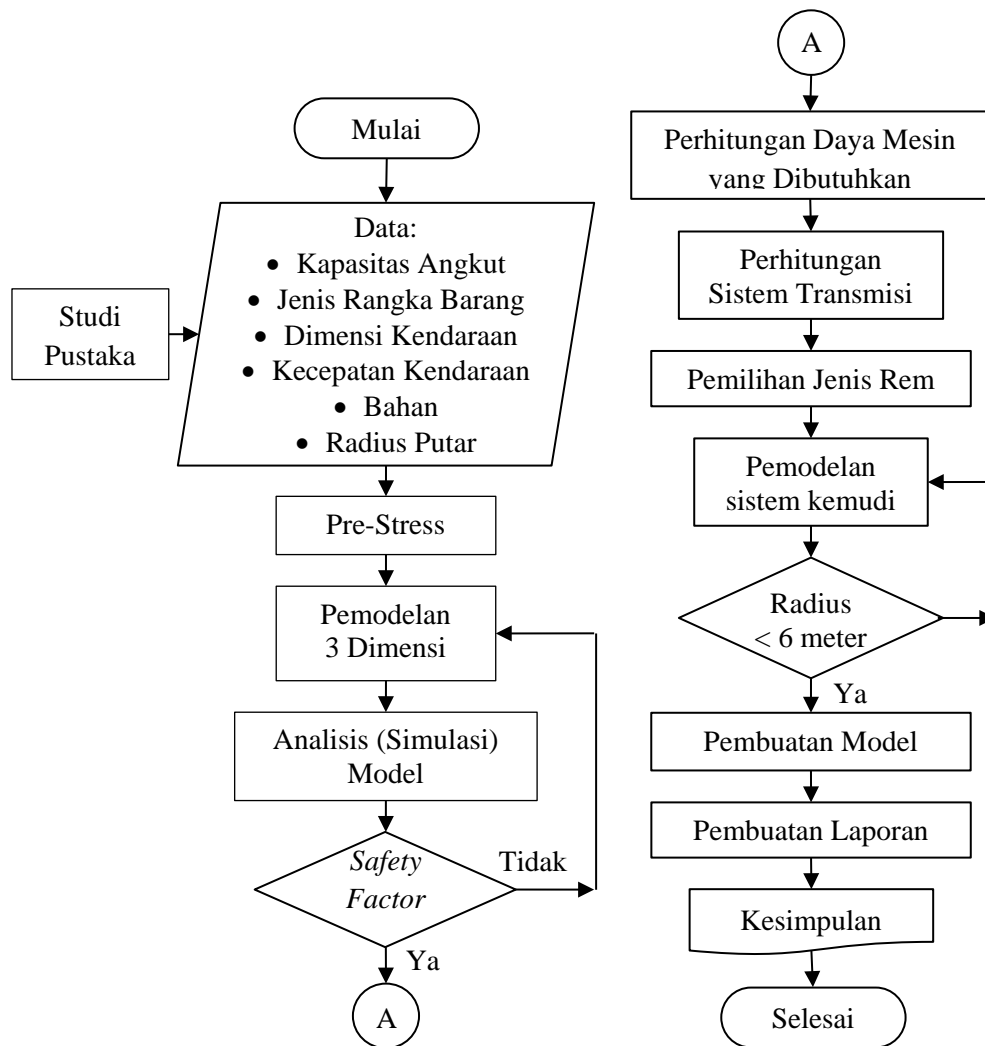 Mulai
Data:
• Kapasitas Angkut
• Jenis Rangka Barang
• Dimensi Kendaraan
• Kecepatan Kendaraan
• Bahan
• Radius Putar
Studi
Pustaka
Pre-Stress
Pemodelan
3 Dimensi
Analisis (Simulasi)
Model
Safety
Factor
Tidak
Ya
A
A
Perhitungan Daya Mesin
yang Dibutuhkan
Perhitungan
Sistem Transmisi
Pemilihan Jenis Rem
Pemodelan
sistem kemudi
Radius
< 6 meter
Ya
Pembuatan Model
Pembuatan Laporan
Kesimpulan
Selesai